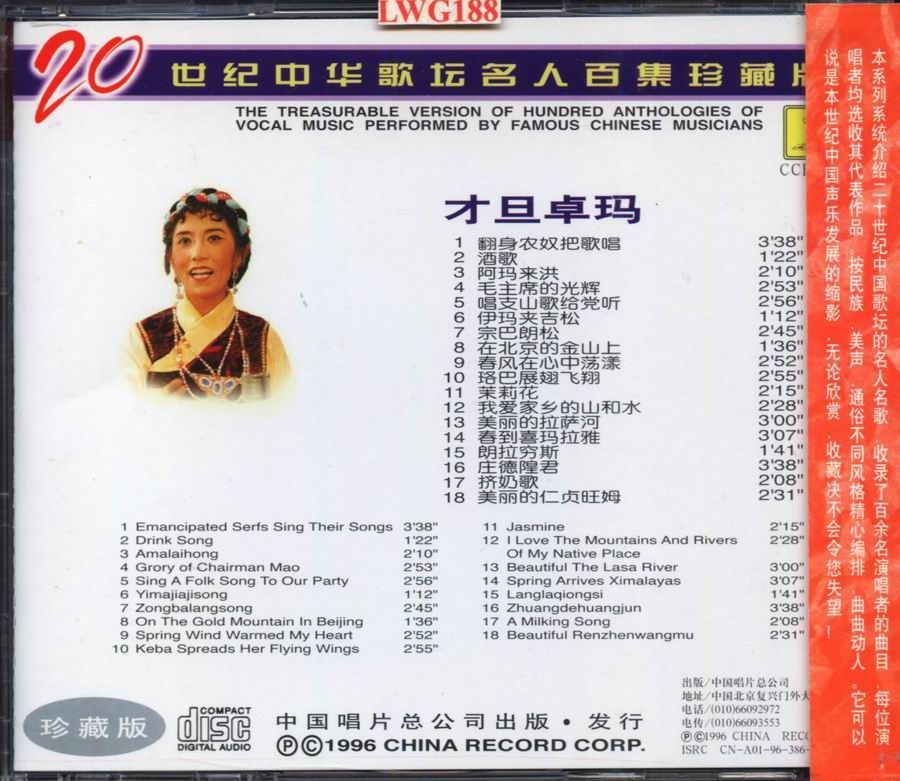 LWG188
20
世纪中华歌坛名人百集珍藏版
THE TREASURABLE VERSION OF HUNDRED ANTHOLOGIES OF
VOCAL MUSIC PERFORMED BY FAMOUS CHINESE MUSICIANS
才旦卓玛
1 翻身农奴把歌唱 3'38"
2 酒歌 1'22"
3 阿玛来洪 2'10"
4 毛主席的光辉 2'53"
5 唱支山歌给党听 2'56"
6 伊玛夹吉松 1'12"
7 宗巴朗松 2'45"
8 在北京的金山上 1'36"
9 春风在心中荡漾 2'52"
10 珞巴展翅飞翔 2'55"
11 茉莉花 2'15"
12 我爱家乡的山和水 2'28"
13 美丽的拉萨河 3'00"
14 春到喜玛拉雅 3'07"
15 朗拉穷斯 1'41"
16 庄德隍君 3'38"
17 挤奶歌 2'08"
18 美丽的仁贞旺姆 2'31"
1 Emancipated Serfs Sing Their Songs 3'38"
2 Drink Song 1'22"
3 Amalaihong 2'10"
4 Grory of Chairman Mao 2'53"
5 Sing A Folk Song To Our Party 2'56"
6 Yimajiajisong 1'12"
7 Zongbalangsong 2'45"
8 On The Gold Mountain In Beijing 1'36"
9 Spring Wind Warmed My Heart 2'52"
10 Keba Spreads Her Flying Wings 2'55"
11 Jasmine 2'15"
12 I Love The Mountains And Rivers 2'28"
Of My Native Place
13 Beautiful The Lasa River 3'00"
14 Spring Arrives Ximalayas 3'07"
15 Langlaqiongsi 1'41"
16 Zhuangdehuangjun 3'38"
17 A Milking Song 2'08"
18 Beautiful Renzhenwangmu 2'31"
珍藏版
COMPACT
disc
DIGITAL AUDIO
中国唱片总公司出版·发行
ⓅⒸ1996 CHINA RECORD CORP.
出版/中国唱片总公司
地址/中国北京复兴门外大
电话/(010)66092972
电传/(010)66093553
ⓅⒸ1996 CHINA RECO
ISRC CN-A01-96-386-
本系列系统介绍二十世纪中国歌坛的名人名歌．收录了百余名演唱者的曲目．每位演
唱者均选收其代表作品。按民族．美声．通俗不同风格精心编排．曲曲动人。它可以
说是本世纪中国声乐发展的缩影．无论欣赏．收藏决不会令您失望！